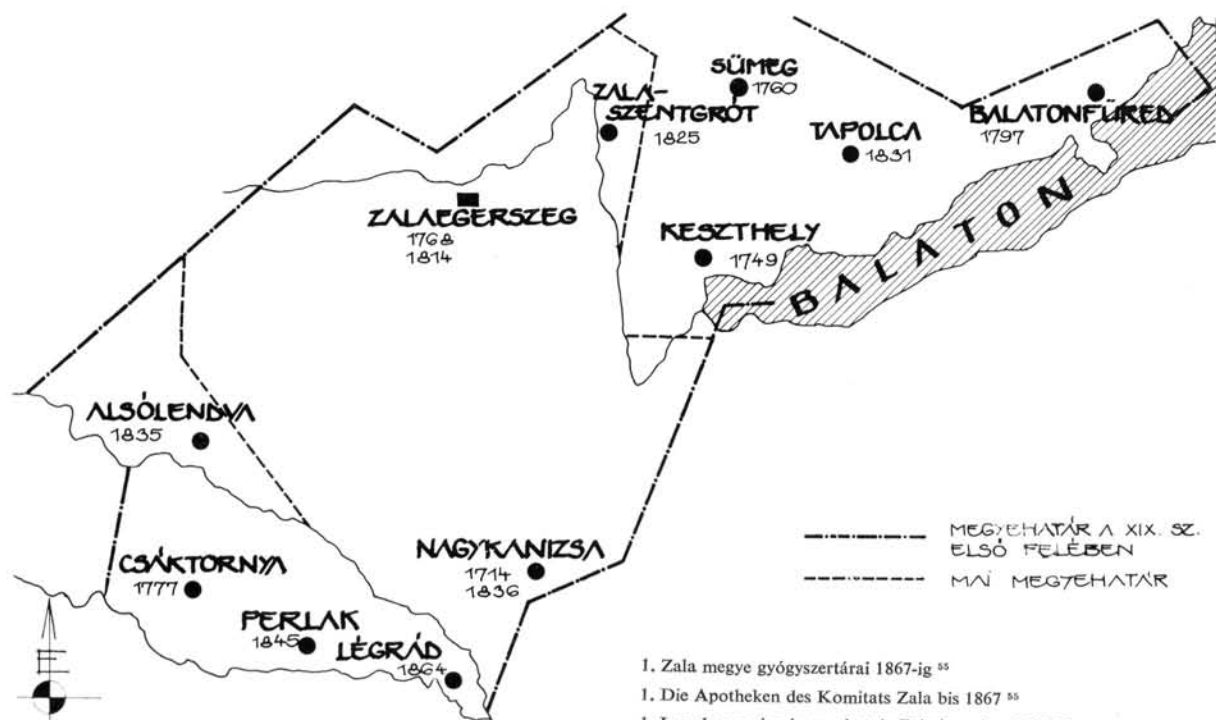 SÜMEG
1760
ZALA-
SZENTGRÓT
1825
BALATONFÜRED
1797
TAPOLCA
1831
ZALAEGERSZEG
1768
1814
KESZTHELY
1749
BALATON
ALSÓLENDVA
1835
CSÁKTORNYA
1777
NAGYKANIZSA
1714
1836
PERLAK
1845
LÉGRÁD
1864
É
MEGYEHATÁR A XIX. SZ.
ELSŐ FELÉBEN
MAI MEGYEHATÁR
1. Zala megye gyógyszertárai 1867-ig 55
1. Die Apotheken des Komitats Zala bis 1867 55